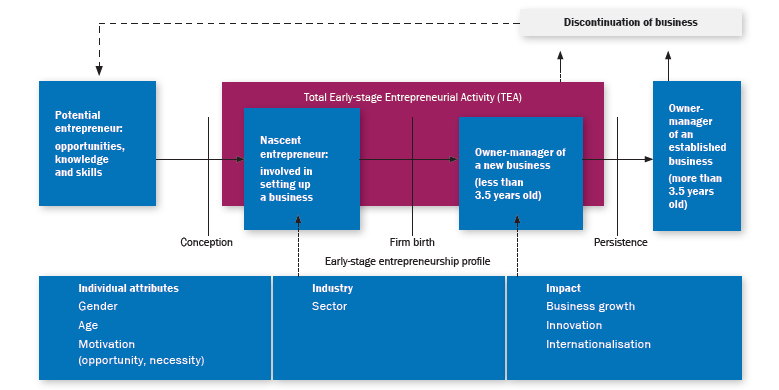 Discontinuation of business
Total Early-stage Entrepreneurial Activity (TEA)
Potential
entrepreneur:
opportunities,
knowledge
and skills
Nascent
entrepreneur:
involved in
setting up
a business
Owner-manager of
a new business
(less than
3.5 years old)
Owner-
manager
of an
established
business
(more than
3.5 years
old)
Conception
Firm birth
Persistence
Early-stage entrepreneurship profile
Individual attributes
Gender
Age
Motivation
(opportunity, necessity)
Industry
Sector
Impact
Business growth
Innovation
Internationalisation